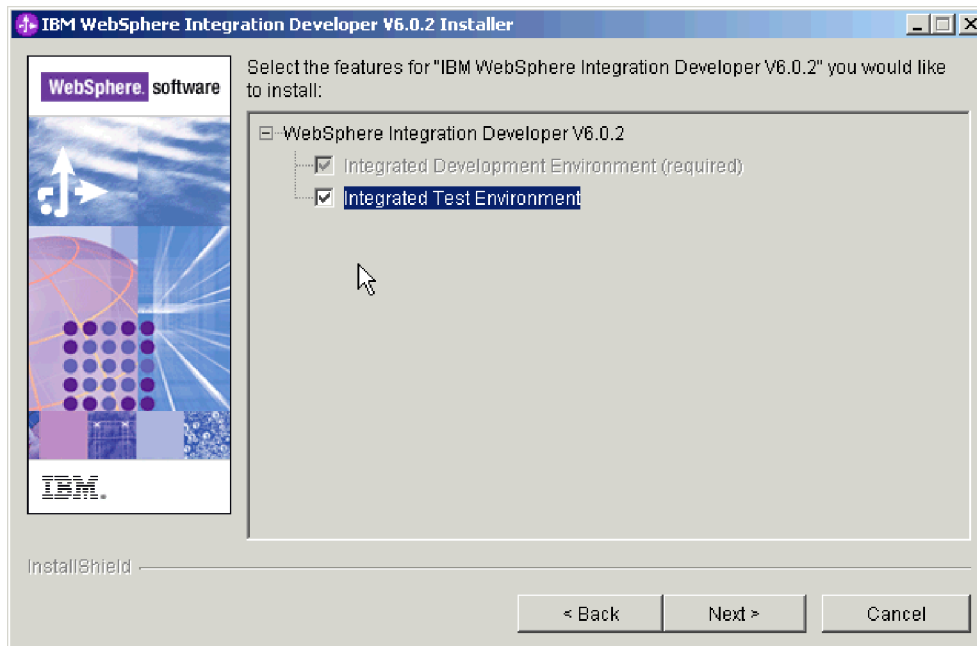 IBM WebSphere Integration Developer V6.0.2 Installer
WebSphere. software
Select the features for "IBM WebSphere Integration Developer V6.0.2" you would like
to install:
WebSphere Integration Developer V6.0.2
Integrated Development Environment (required)
Integrated Test Environment
IBM.
InstallShield
< Back
Next >
Cancel